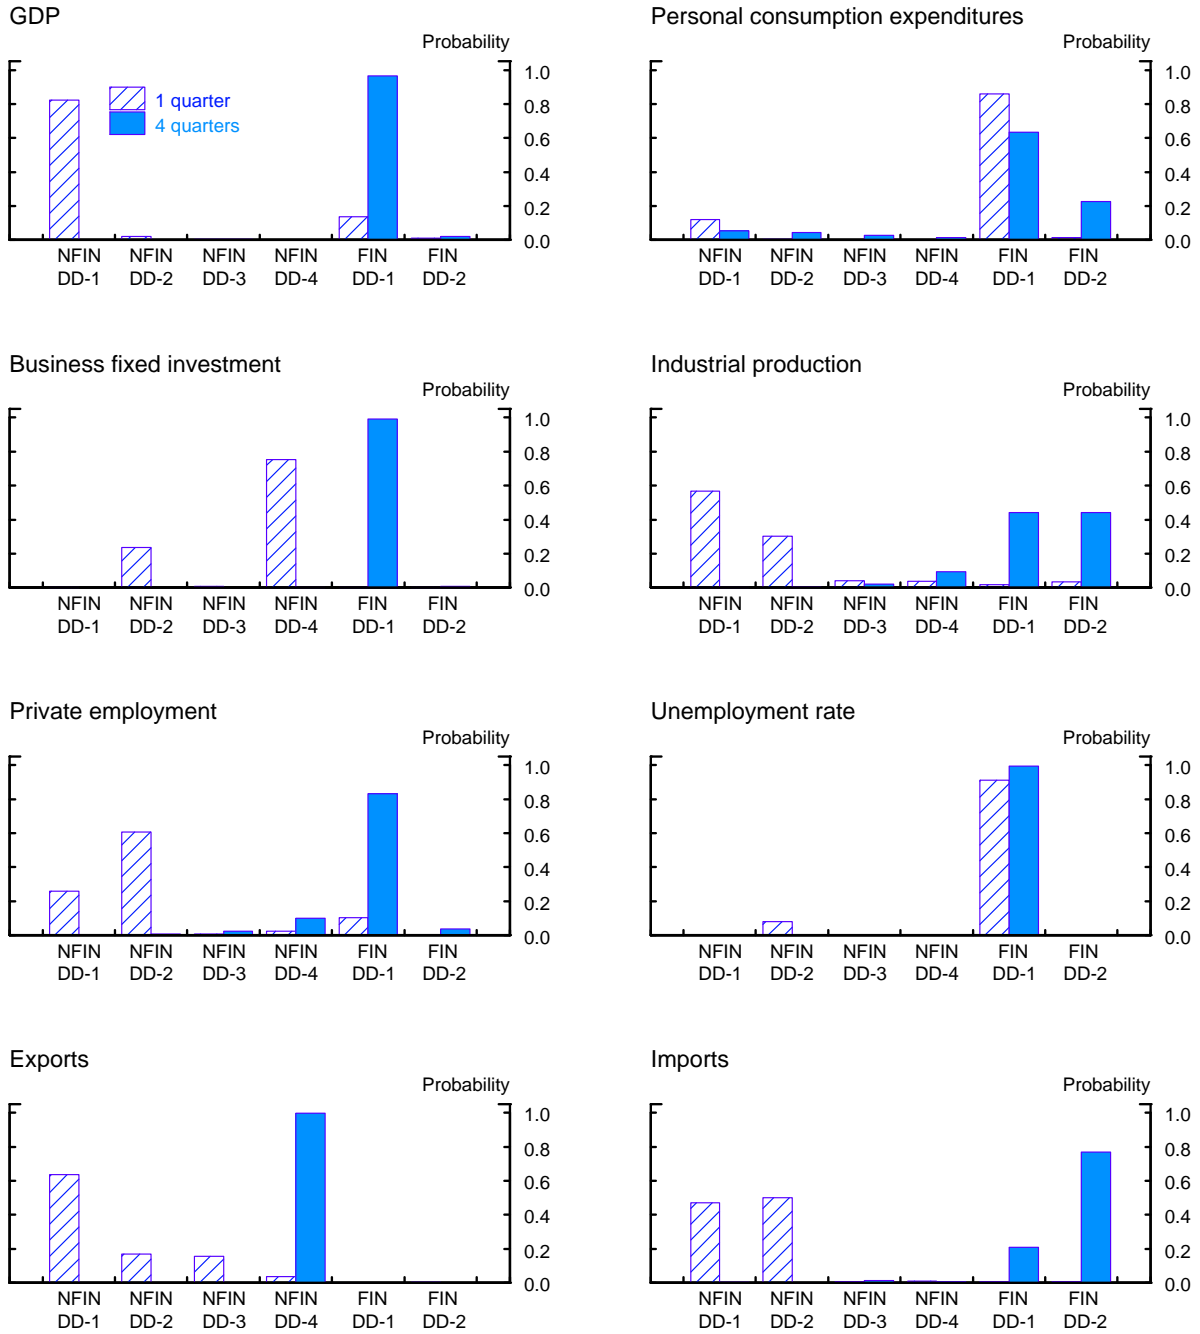 GDP
Probability
1.0
0.8
0.6
0.4
0.2
0.0
1 quarter
4 quarters
NFIN NFIN NFIN NFIN FIN FIN
DD-1 DD-2 DD-3 DD-4 DD-1 DD-2
Personal consumption expenditures
Probability
1.0
0.8
0.6
0.4
0.2
0.0
NFIN NFIN NFIN NFIN FIN FIN
DD-1 DD-2 DD-3 DD-4 DD-1 DD-2
Business fixed investment
Probability
1.0
0.8
0.6
0.4
0.2
0.0
NFIN NFIN NFIN NFIN FIN FIN
DD-1 DD-2 DD-3 DD-4 DD-1 DD-2
Industrial production
Probability
1.0
0.8
0.6
0.4
0.2
0.0
NFIN NFIN NFIN NFIN FIN FIN
DD-1 DD-2 DD-3 DD-4 DD-1 DD-2
Private employment
Probability
1.0
0.8
0.6
0.4
0.2
0.0
NFIN NFIN NFIN NFIN FIN FIN
DD-1 DD-2 DD-3 DD-4 DD-1 DD-2
Unemployment rate
Probability
1.0
0.8
0.6
0.4
0.2
0.0
NFIN NFIN NFIN NFIN FIN FIN
DD-1 DD-2 DD-3 DD-4 DD-1 DD-2
Exports
Probability
1.0
0.8
0.6
0.4
0.2
0.0
NFIN NFIN NFIN NFIN FIN FIN
DD-1 DD-2 DD-3 DD-4 DD-1 DD-2
Imports
Probability
1.0
0.8
0.6
0.4
0.2
0.0
NFIN NFIN NFIN NFIN FIN FIN
DD-1 DD-2 DD-3 DD-4 DD-1 DD-2